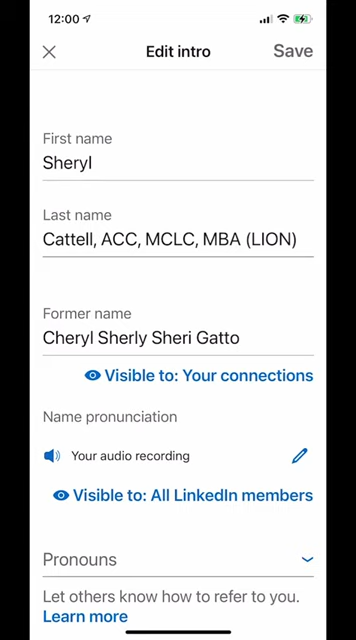 12:00
Edit intro
Save
First name
Sheryl
Last name
Cattell, ACC, MCLC, MBA (LION)
Former name
Cheryl Sherly Sheri Gatto
Visible to: Your connections
Name pronunciation
Your audio recording
Visible to: All LinkedIn members
Pronouns
Let others know how to refer to you.
Learn more